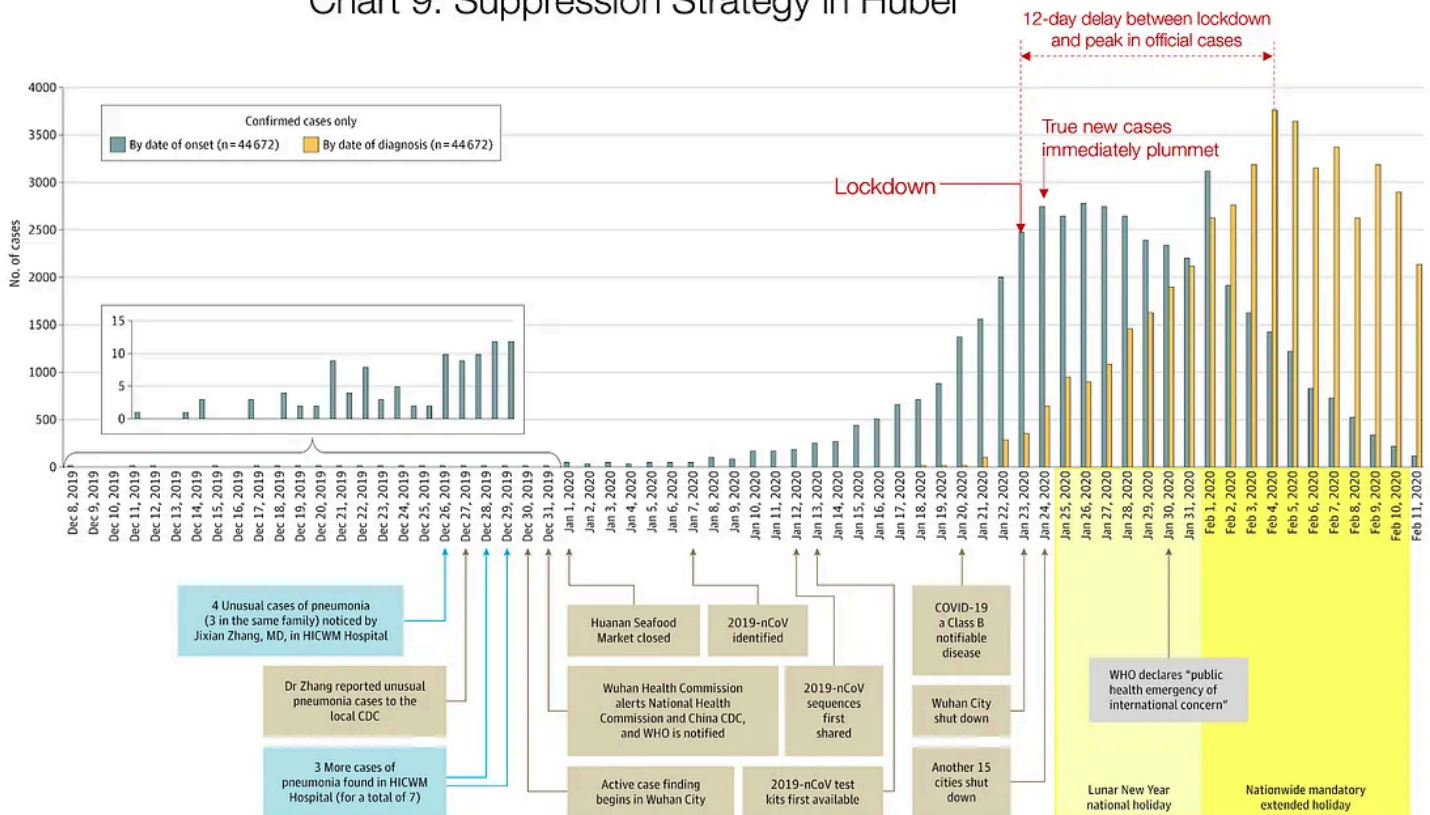 Chart 9: Suppression Strategy in Hubei
12-day delay between lockdown
and peak in official cases
4000
3500
3000
2500
2000
1500
1000
500
0
No. of cases
Confirmed cases only
By date of onset (n=44 672)
By date of diagnosis (n=44 672)
True new cases
immediately plummet
Lockdown
15
10
5
0
Dec 8, 2019
Dec 9, 2019
Dec 10, 2019
Dec 11, 2019
Dec 12, 2019
Dec 13, 2019
Dec 14, 2019
Dec 15, 2019
Dec 16, 2019
Dec 17, 2019
Dec 18, 2019
Dec 19, 2019
Dec 20, 2019
Dec 21, 2019
Dec 22, 2019
Dec 23, 2019
Dec 24, 2019
Dec 25, 2019
Dec 26, 2019
Dec 27, 2019
Dec 28, 2019
Dec 29, 2019
Dec 30, 2019
Dec 31, 2019
Jan 1, 2020
Jan 2, 2020
Jan 3, 2020
Jan 4, 2020
Jan 5, 2020
Jan 6, 2020
Jan 7, 2020
Jan 8, 2020
Jan 9, 2020
Jan 10, 2020
Jan 11, 2020
Jan 12, 2020
Jan 13, 2020
Jan 14, 2020
Jan 15, 2020
Jan 16, 2020
Jan 17, 2020
Jan 18, 2020
Jan 19, 2020
Jan 20, 2020
Jan 21, 2020
Jan 22, 2020
Jan 23, 2020
Jan 24, 2020
Jan 25, 2020
Jan 26, 2020
Jan 27, 2020
Jan 28, 2020
Jan 29, 2020
Jan 30, 2020
Jan 31, 2020
Feb 1, 2020
Feb 2, 2020
Feb 3, 2020
Feb 4, 2020
Feb 5, 2020
Feb 6, 2020
Feb 7, 2020
Feb 8, 2020
Feb 9, 2020
Feb 10, 2020
Feb 11, 2020
4 Unusual cases of pneumonia
(3 in the same family) noticed by
Jixian Zhang, MD, in HICWM Hospital
Dr Zhang reported unusual
pneumonia cases to the
local CDC
3 More cases of
pneumonia found in HICWM
Hospital (for a total of 7)
Huanan Seafood
Market closed
2019-nCoV
identified
Wuhan Health Commission
alerts National Health
Commission and China CDC,
and WHO is notified
2019-nCoV
sequences
first
shared
Active case finding
begins in Wuhan City
2019-nCoV test
kits first available
COVID-19
a Class B
notifiable
disease
Wuhan City
shut down
Another 15
cities shut
down
WHO declares "public
health emergency of
international concern"
Lunar New Year
national holiday
Nationwide mandatory
extended holiday